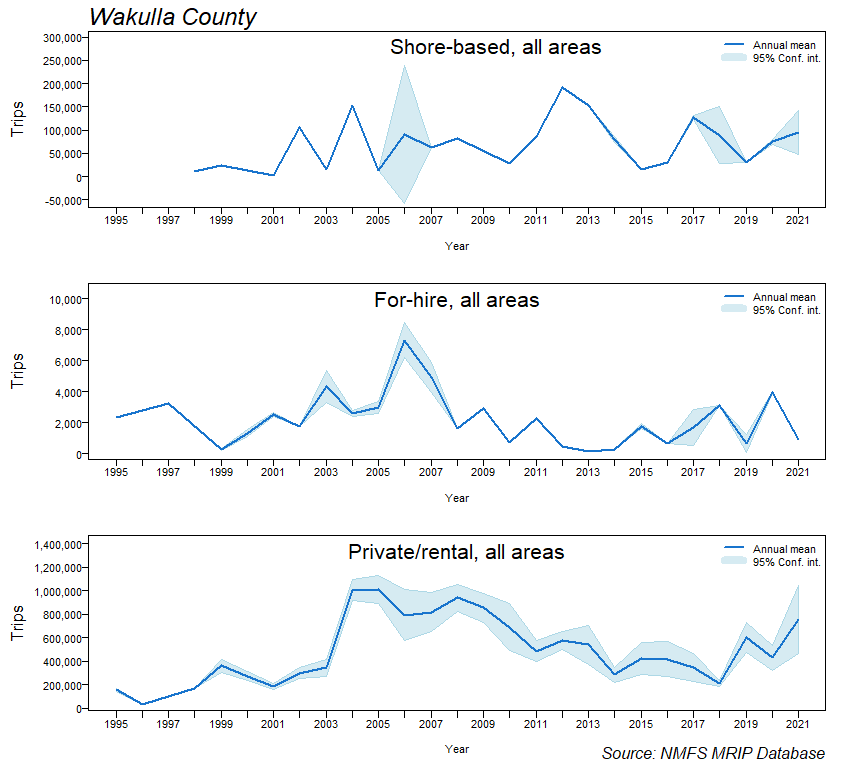 Wakulla County
Shore-based, all areas
Annual mean
95% Conf. int.
Trips
300,000
250,000
200,000
150,000
100,000
50,000
0
-50,000
1995 1997 1999 2001 2003 2005 2007 2009 2011 2013 2015 2017 2019 2021
Year
For-hire, all areas
Annual mean
95% Conf. int.
Trips
10,000
8,000
6,000
4,000
2,000
0
1995 1997 1999 2001 2003 2005 2007 2009 2011 2013 2015 2017 2019 2021
Year
Private/rental, all areas
Annual mean
95% Conf. int.
Trips
1,400,000
1,200,000
1,000,000
800,000
600,000
400,000
200,000
0
1995 1997 1999 2001 2003 2005 2007 2009 2011 2013 2015 2017 2019 2021
Year
Source: NMFS MRIP Database